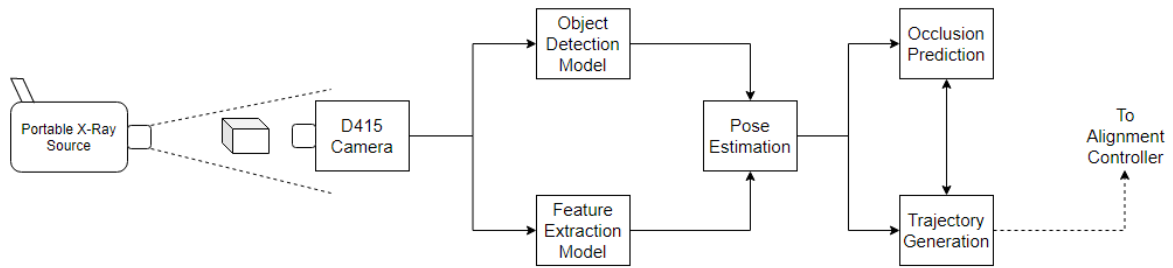 Portable X-Ray
Source
D415
Camera
Object
Detection
Model
Feature
Extraction
Model
Pose
Estimation
Occlusion
Prediction
Trajectory
Generation
To
Alignment
Controller